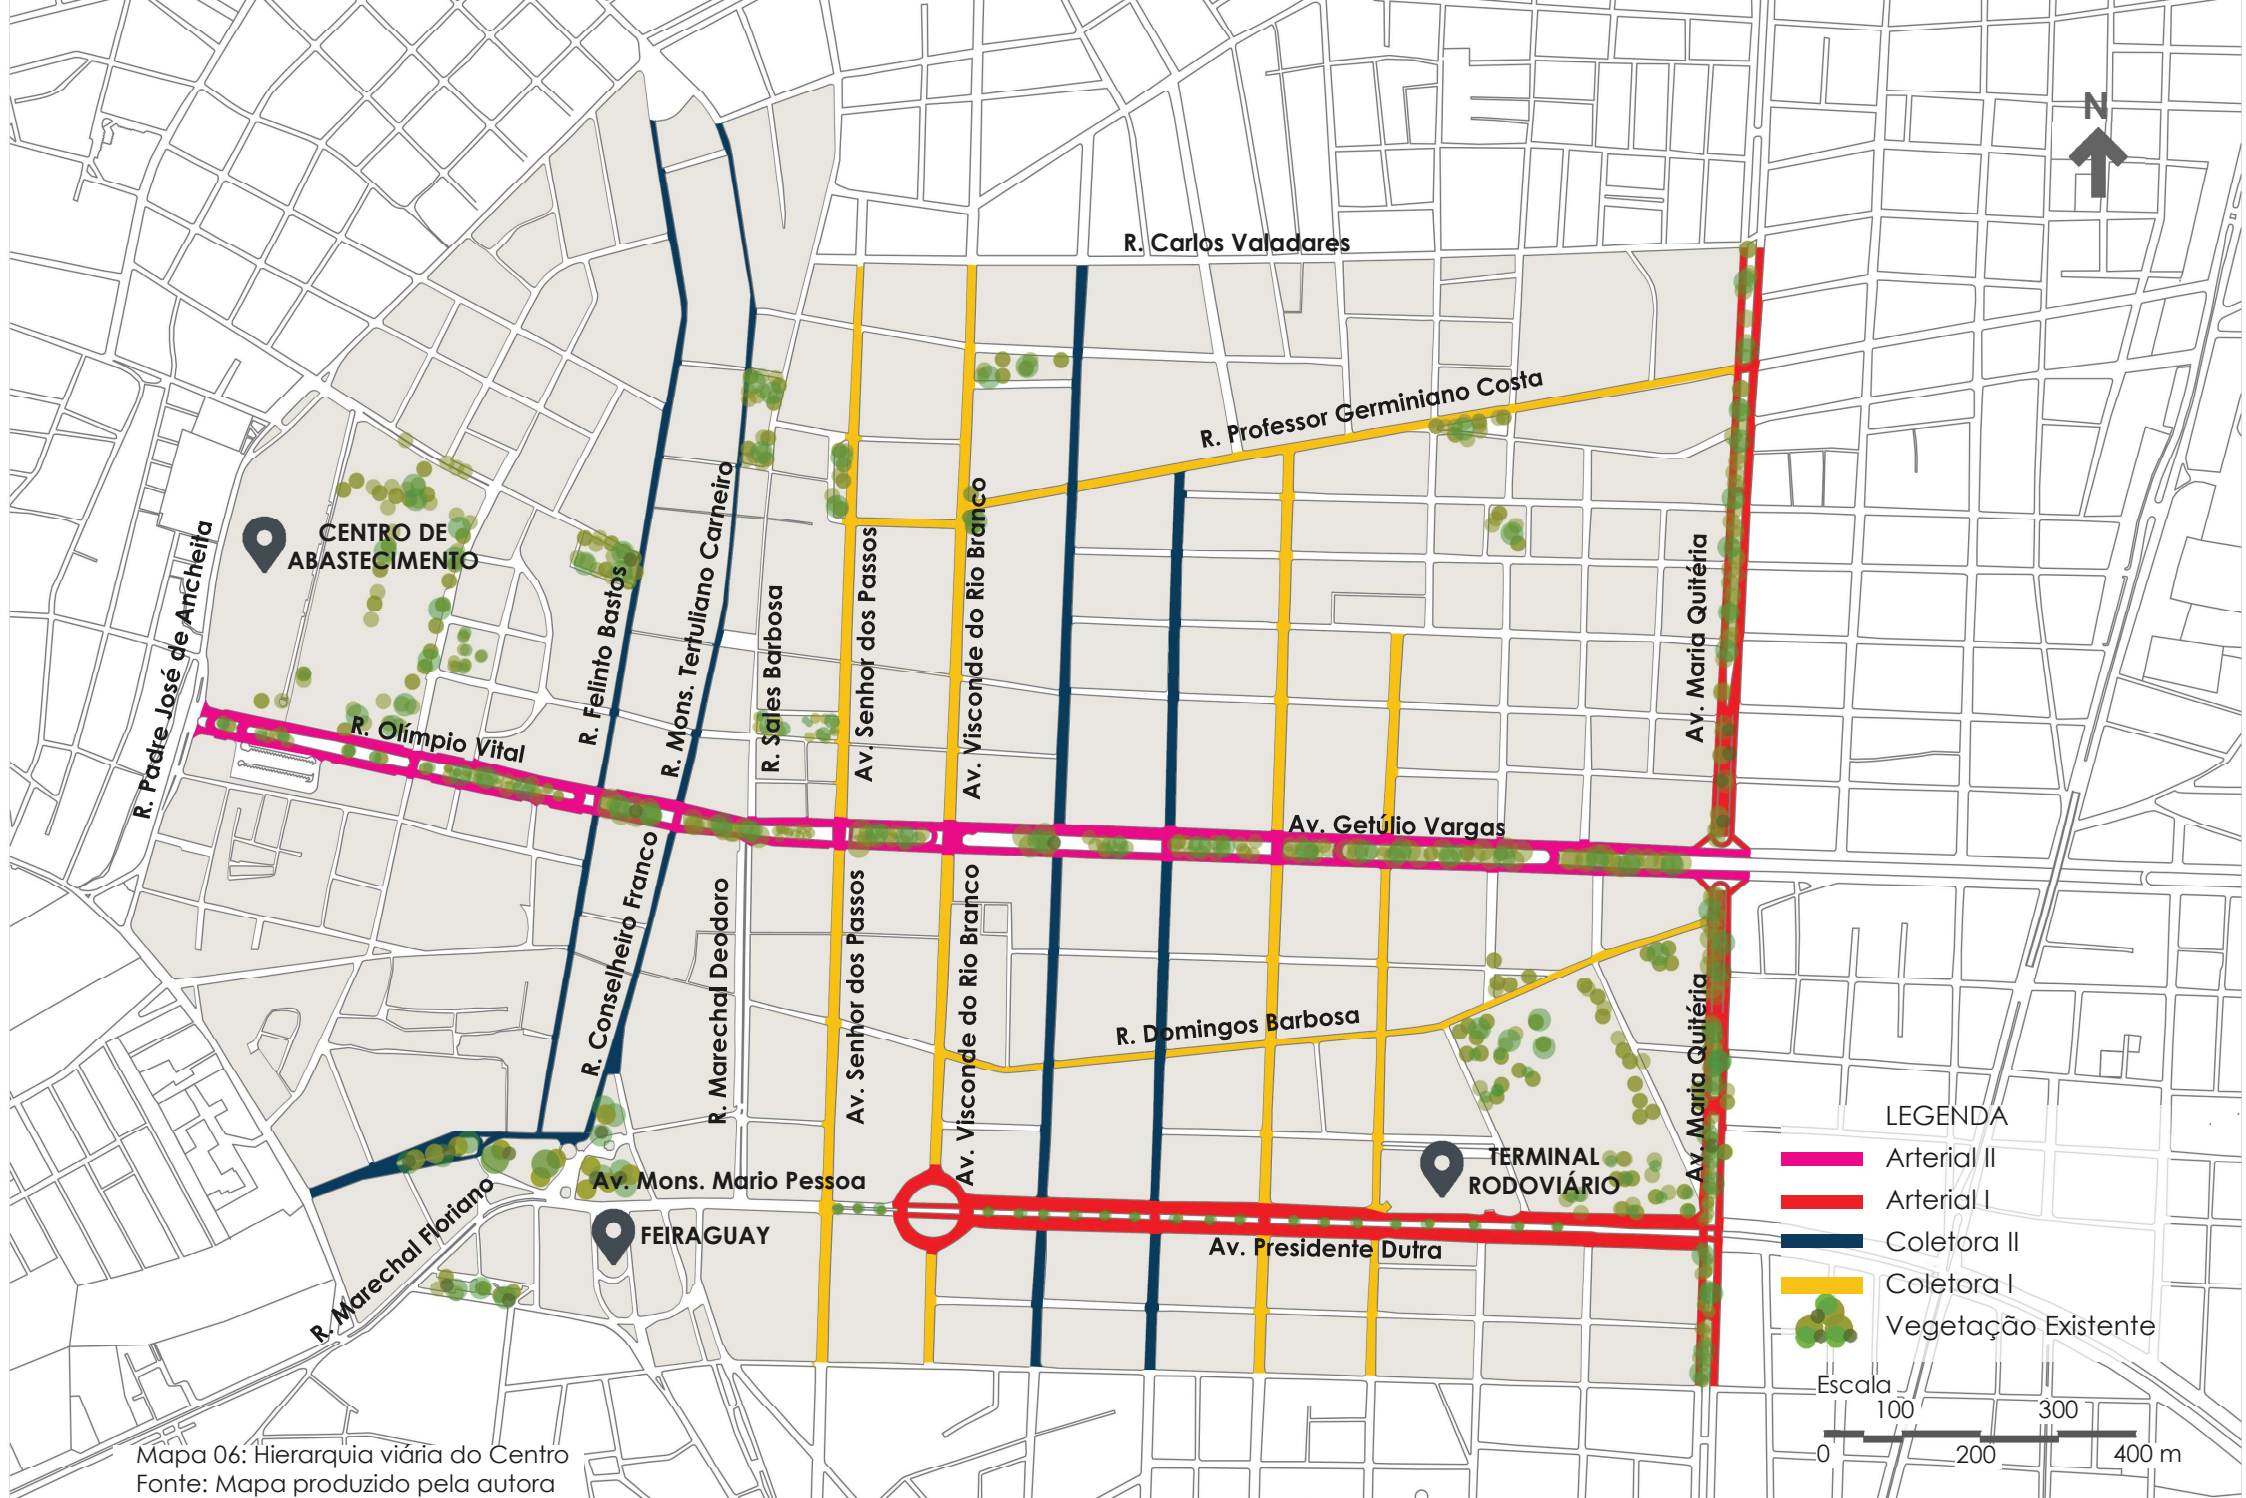 N
R. Carlos Valadares
R. Professor Germiniano Costa
CENTRO DE
ABASTECIMENTO
R. Padre José de Ancheita
R. Felinto Bastos
R. Mons. Tertuliano Carneiro
R. Sales Barbosa
Av. Senhor dos Passos
Av. Visconde do Rio Branco
Av. Maria Quitéria
R. Olímpio Vital
Av. Getúlio Vargas
R. Conselheiro Franco
R. Marechal Deodoro
Av. Senhor dos Passos
Av. Visconde do Rio Branco
R. Domingos Barbosa
Av. Maria Quitéria
TERMINAL
RODOVIÁRIO
Av. Mons. Mario Pessoa
FEIRAGUAY
R. Marechal Floriano
Av. Presidente Dutra
LEGENDA
Arterial II
Arterial I
Coletora II
Coletora I
Vegetação Existente
Escala
100 300
0 200 400 m
Mapa 06: Hierarquia viária do Centro
Fonte: Mapa produzido pela autora